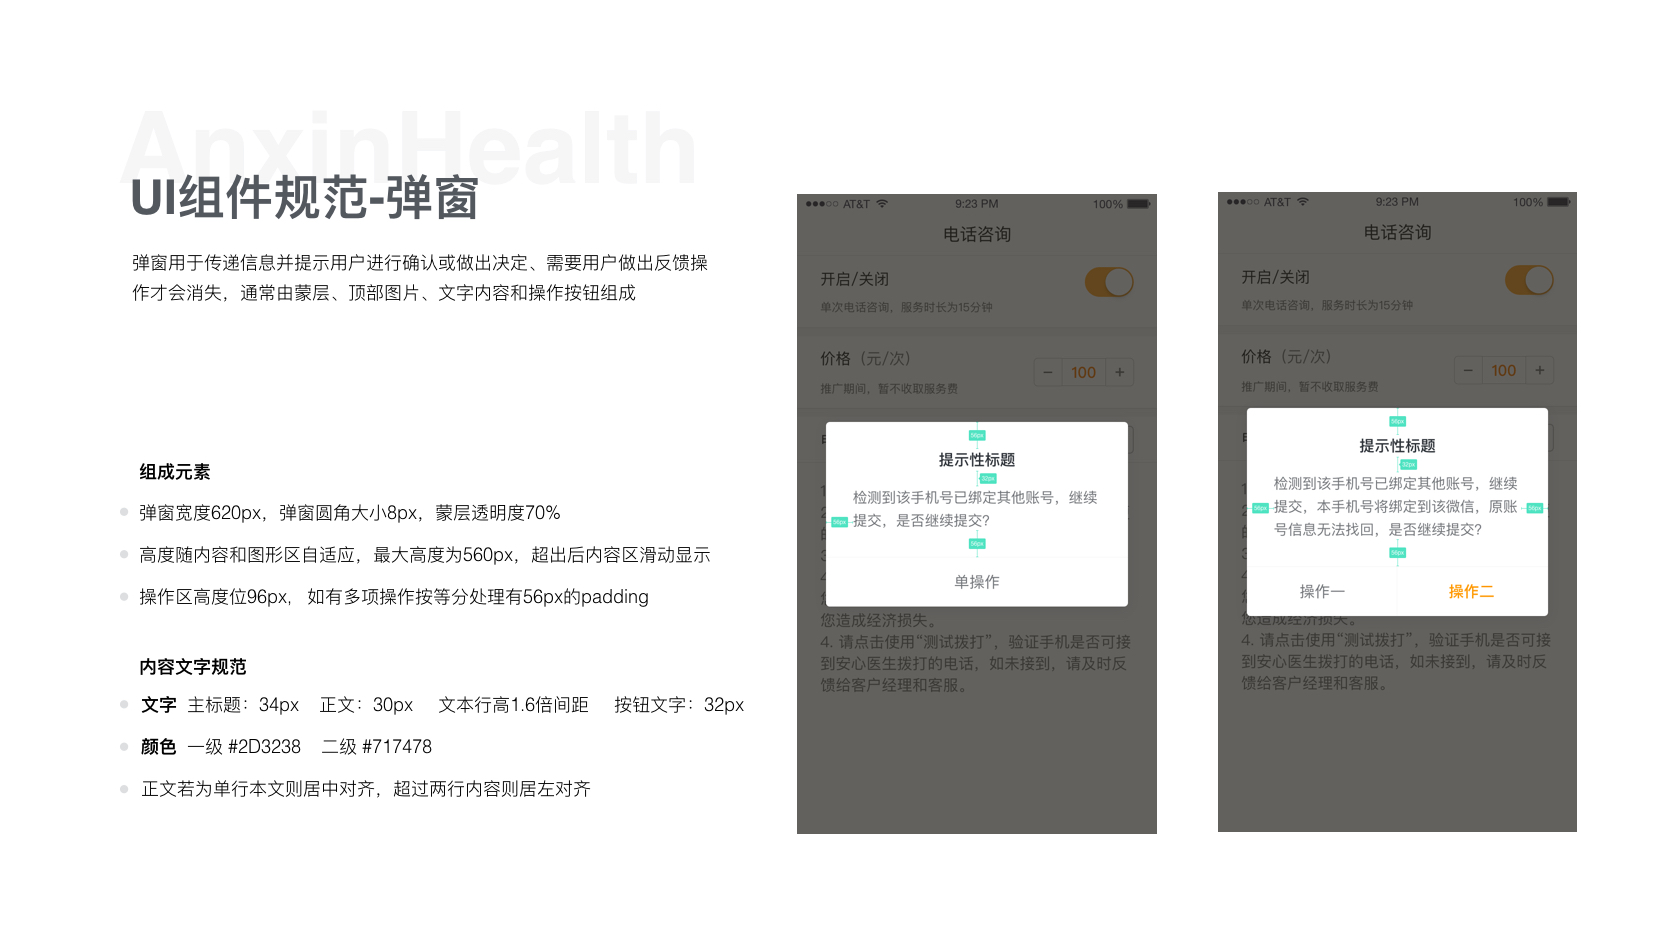 AnxinHealth
UI组件规范-弹窗
弹窗用于传递信息并提示用户进行确认或做出决定、需要用户做出反馈操
作才会消失，通常由蒙层、顶部图片、文字内容和操作按钮组成
组成元素
弹窗宽度620px，弹窗圆角大小8px，蒙层透明度70%
高度随内容和图形区自适应，最大高度为560px，超出后内容区滑动显示
操作区高度位96px， 如有多项操作按等分处理有56px的padding
内容文字规范
文字 主标题：34px 正文：30px 文本行高1.6倍间距 按钮文字：32px
颜色 一级 #2D3238 二级 #717478
正文若为单行本文则居中对齐，超过两行内容则居左对齐
AT&T 9:23 PM 100%
电话咨询
开启/关闭
单次电话咨询，服务时长为15分钟
价格（元/次）
− 100 +
推广期间，暂不收取服务费
56px
提示性标题
32px
检测到该手机号已绑定其他账号，继续
56px 提交，是否继续提交？
56px
单操作
您造成经济损失。
4. 请点击使用“测试拨打”，验证手机是否可接
到安心医生拨打的电话，如未接到，请及时反
馈给客户经理和客服。
AT&T 9:23 PM 100%
电话咨询
开启/关闭
单次电话咨询，服务时长为15分钟
价格（元/次）
− 100 +
推广期间，暂不收取服务费
56px
提示性标题
32px
检测到该手机号已绑定其他账号，继续
56px 提交，本手机号将绑定到该微信，原账 56px
号信息无法找回，是否继续提交？
56px
操作一 操作二
您造成经济损失。
4. 请点击使用“测试拨打”，验证手机是否可接
到安心医生拨打的电话，如未接到，请及时反
馈给客户经理和客服。